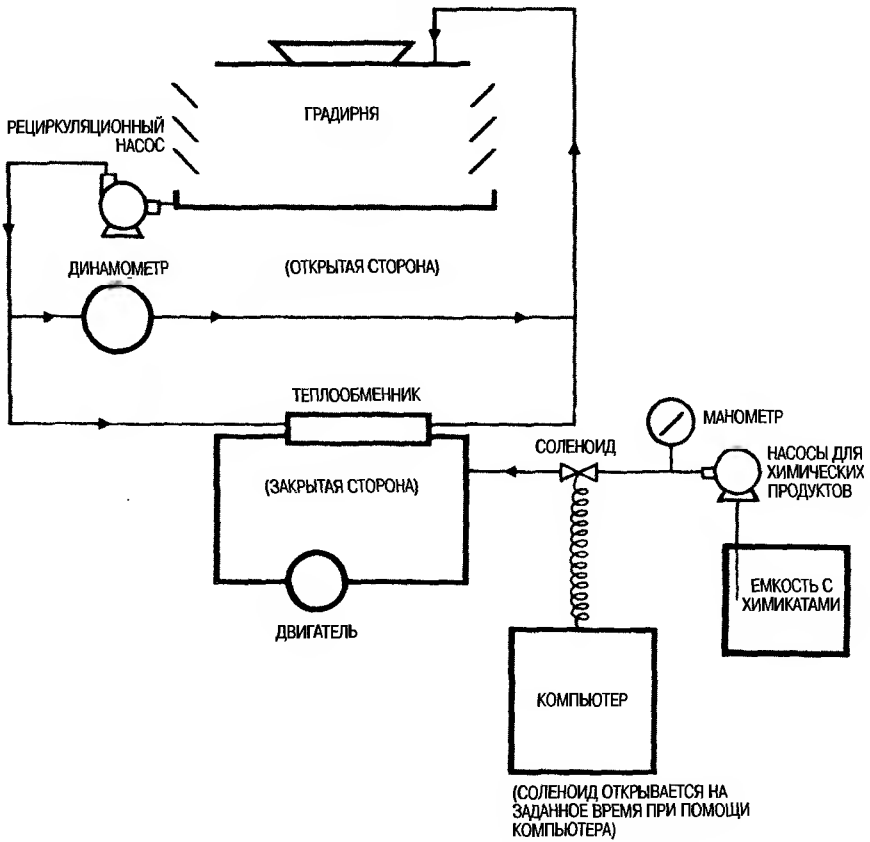 ГРАДИРНЯ
РЕЦИРКУЛЯЦИОННЫЙ
НАСОС
ДИНАМОМЕТР
(ОТКРЫТАЯ СТОРОНА)
ТЕПЛООБМЕННИК
МАНОМЕТР
СОЛЕНОИД
НАСОСЫ ДЛЯ
ХИМИЧЕСКИХ
ПРОДУКТОВ
(ЗАКРЫТАЯ СТОРОНА)
ЕМКОСТЬ С
ХИМИКАТАМИ
ДВИГАТЕЛЬ
КОМПЬЮТЕР
(СОЛЕНОИД ОТКРЫВАЕТСЯ НА
ЗАДАННОЕ ВРЕМЯ ПРИ ПОМОЩИ
КОМПЬЮТЕРА)